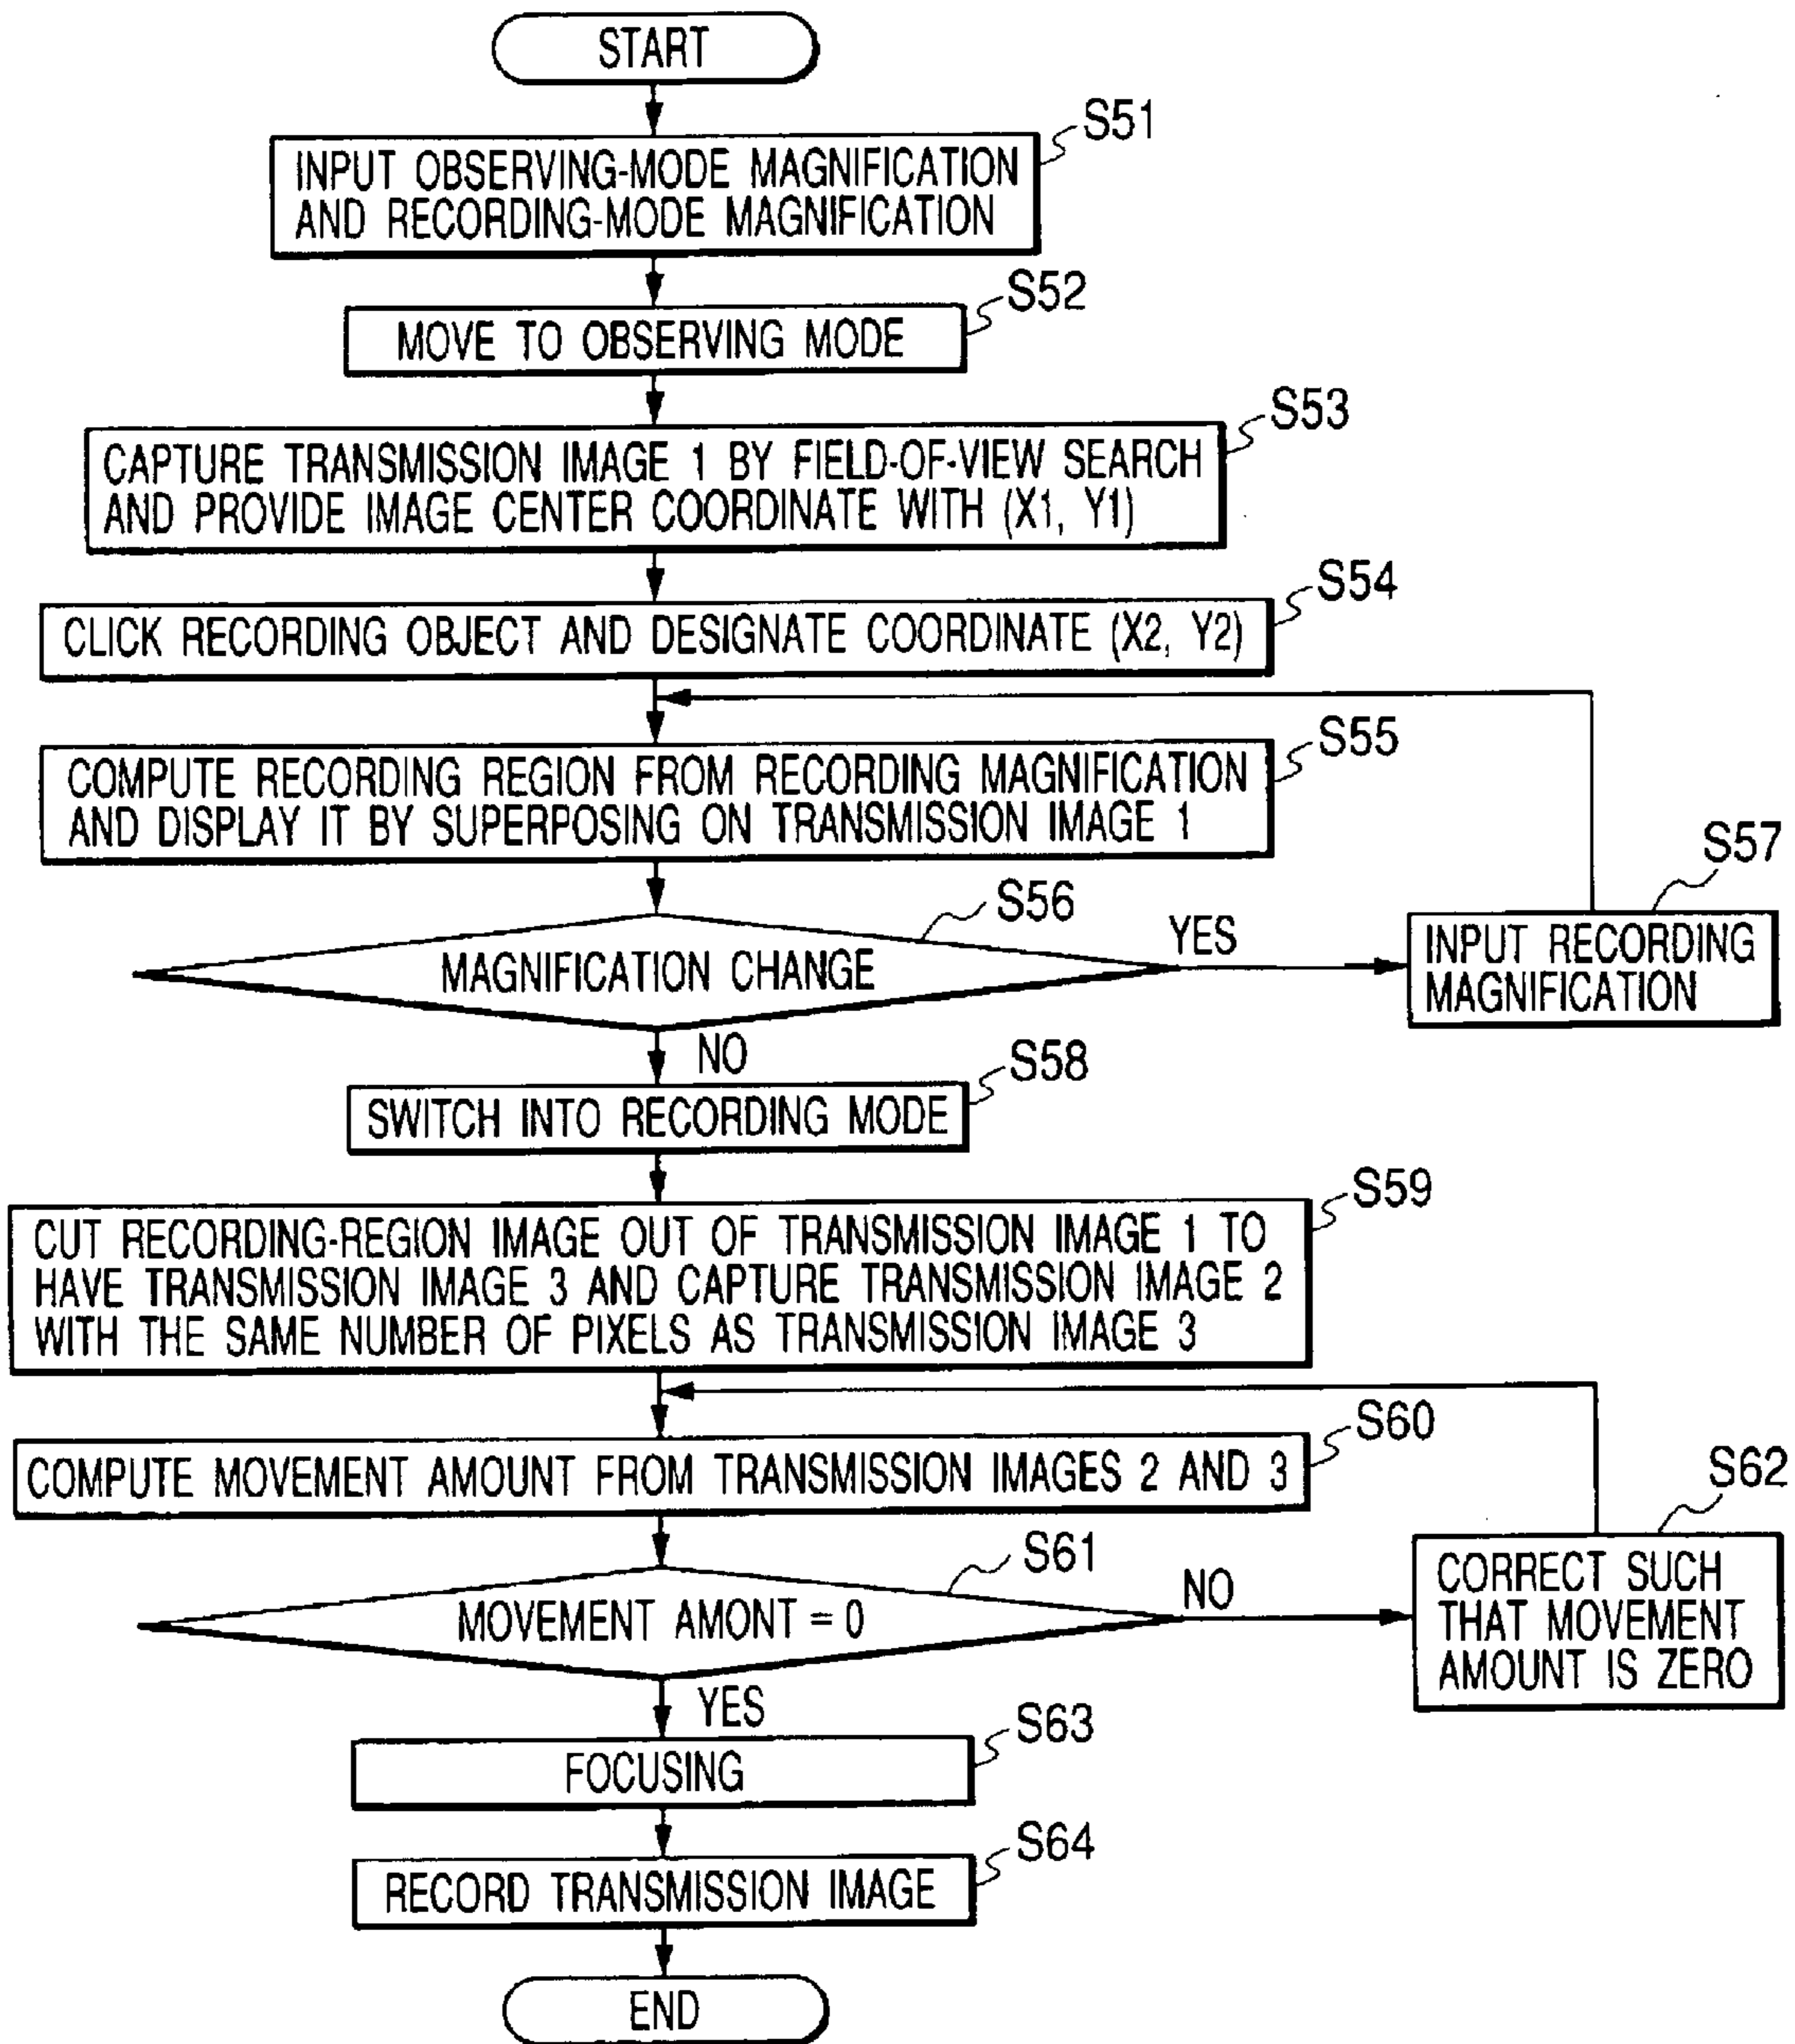 START
S51
INPUT OBSERVING-MODE MAGNIFICATION
AND RECORDING-MODE MAGNIFICATION
S52
MOVE TO OBSERVING MODE
S53
CAPTURE TRANSMISSION IMAGE 1 BY FIELD-OF-VIEW SEARCH
AND PROVIDE IMAGE CENTER COORDINATE WITH (X1, Y1)
S54
CLICK RECORDING OBJECT AND DESIGNATE COORDINATE (X2, Y2)
S55
COMPUTE RECORDING REGION FROM RECORDING MAGNIFICATION
AND DISPLAY IT BY SUPERPOSING ON TRANSMISSION IMAGE 1
S56
MAGNIFICATION CHANGE
YES
S57
INPUT RECORDING
MAGNIFICATION
NO
S58
SWITCH INTO RECORDING MODE
S59
CUT RECORDING-REGION IMAGE OUT OF TRANSMISSION IMAGE 1 TO
HAVE TRANSMISSION IMAGE 3 AND CAPTURE TRANSMISSION IMAGE 2
WITH THE SAME NUMBER OF PIXELS AS TRANSMISSION IMAGE 3
S60
COMPUTE MOVEMENT AMOUNT FROM TRANSMISSION IMAGES 2 AND 3
S61
MOVEMENT AMONT = 0
NO
S62
CORRECT SUCH
THAT MOVEMENT
AMOUNT IS ZERO
YES
S63
FOCUSING
S64
RECORD TRANSMISSION IMAGE
END